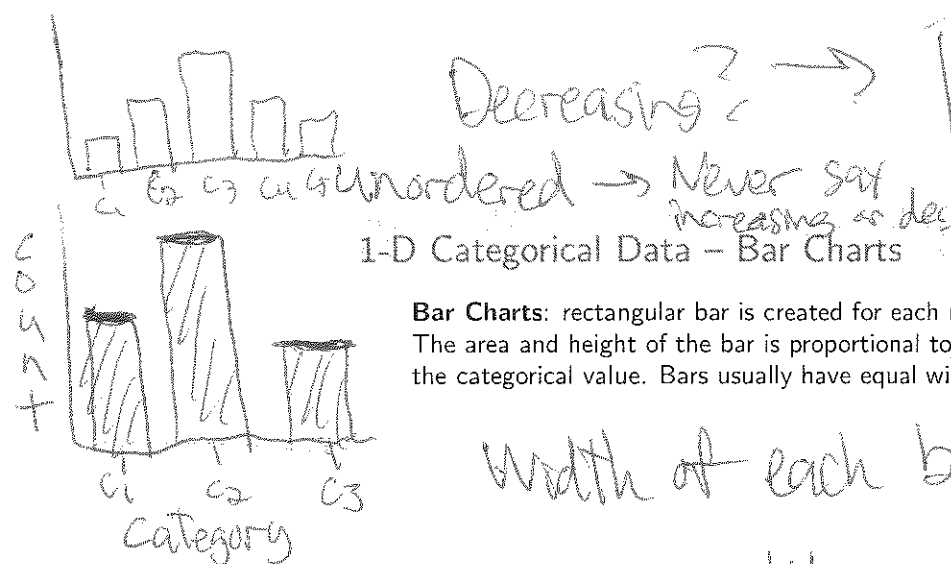 Decreasing?
C1 C2 C3 C4 C5
Unordered → Never say
increasing or dec
1-D Categorical Data – Bar Charts
Bar Charts: rectangular bar is created for each
The area and height of the bar is proportional to
the categorical value. Bars usually have equal wi
count
Width of each b
C1 C2 C3
Category